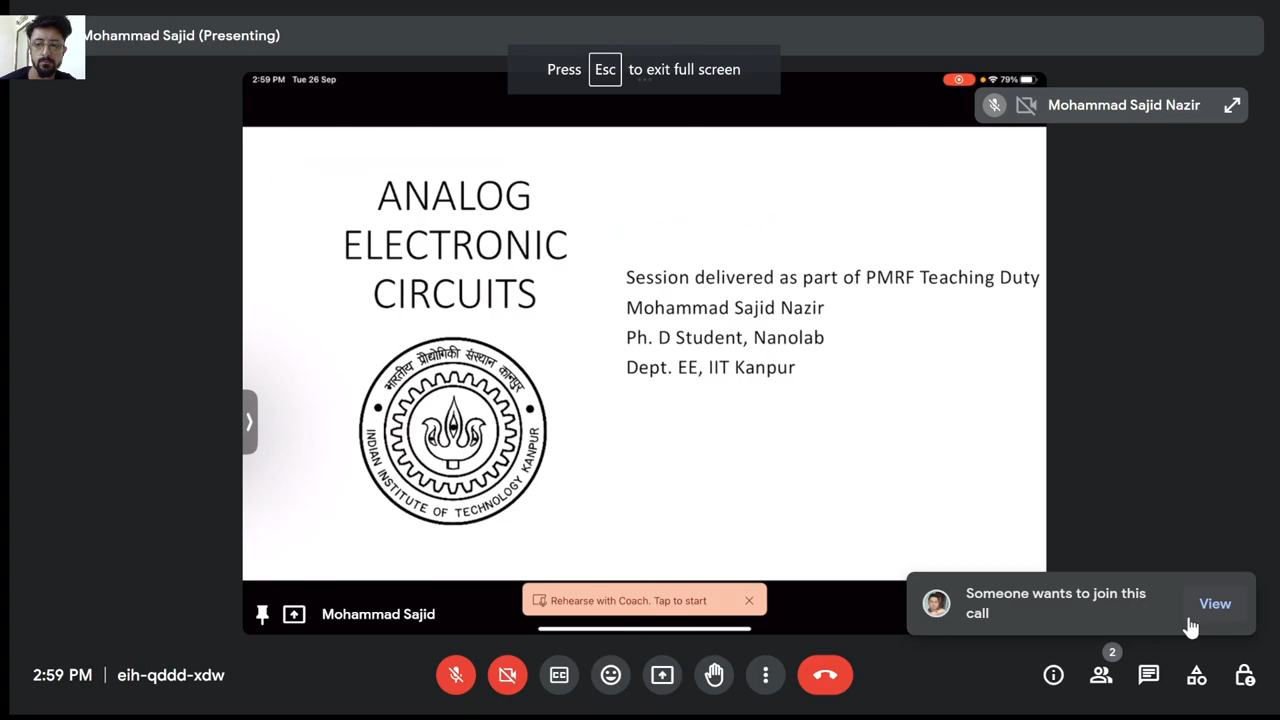 Mohammad Sajid (Presenting)
Press Esc to exit full screen
2:59 PM Tue 26 Sep
79%
Mohammad Sajid Nazir
ANALOG
ELECTRONIC
CIRCUITS
Session delivered as part of PMRF Teaching Duty
Mohammad Sajid Nazir
Ph. D Student, Nanolab
Dept. EE, IIT Kanpur
भारतीय प्रौद्योगिकी संस्थान कानपुर
INDIAN INSTITUTE OF TECHNOLOGY KANPUR
Rehearse with Coach. Tap to start
Mohammad Sajid
Someone wants to join this
call
View
2:59 PM eih-qddd-xdw
2